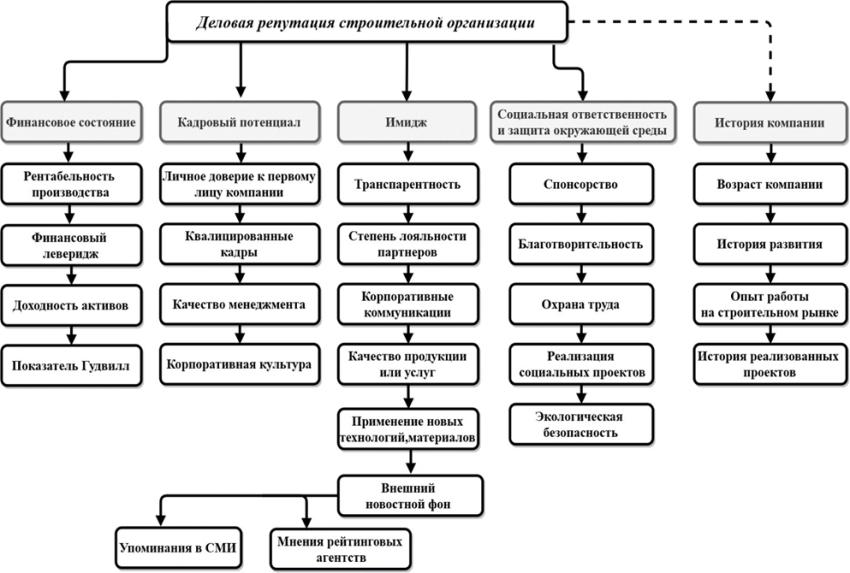 Деловая репутация строительной организации
Финансовое состояние
Кадровый потенциал
Имидж
Социальная ответственность
и защита окружающей среды
История компании
Рентабельность
производства
Личное доверие к первому
лицу компании
Транспарентность
Спонсорство
Возраст компании
Финансовый
леверидж
Квалицированные
кадры
Степень лояльности
партнеров
Благотворительность
История развития
Доходность активов
Качество менеджмента
Корпоративные
коммуникации
Охрана труда
Опыт работы
на строительном рынке
Показатель Гудвилл
Корпоративная культура
Качество продукции
или услуг
Реализация
социальных проектов
История реализованных
проектов
Применение новых
технологий,материалов
Экологическая
безопасность
Внешний
новостной фон
Упоминания в СМИ
Мнения рейтинговых
агентств